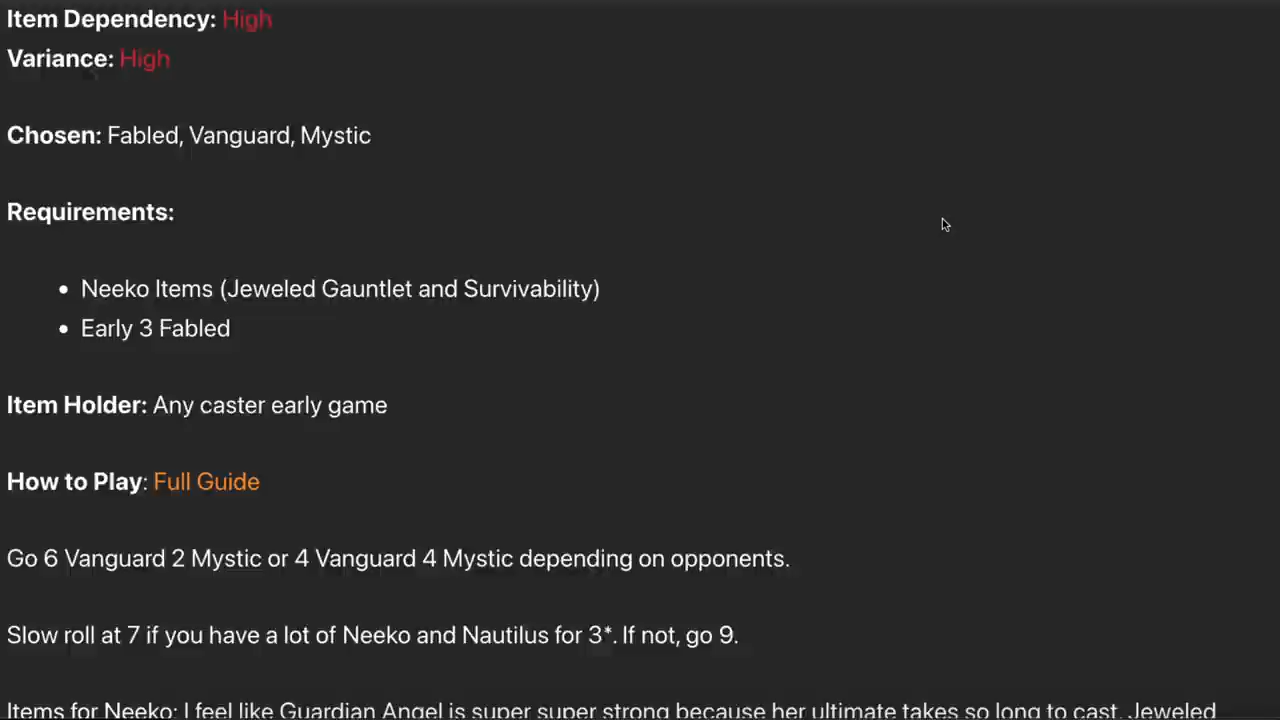 Item Dependency: High
Variance: High
Chosen: Fabled, Vanguard, Mystic
Requirements:
• Neeko Items (Jeweled Gauntlet and Survivability)
• Early 3 Fabled
Item Holder: Any caster early game
How to Play: Full Guide
Go 6 Vanguard 2 Mystic or 4 Vanguard 4 Mystic depending on opponents.
Slow roll at 7 if you have a lot of Neeko and Nautilus for 3*. If not, go 9.
Items for Neeko: I feel like Guardian Angel is super super strong because her ultimate takes so long to cast. Jeweled